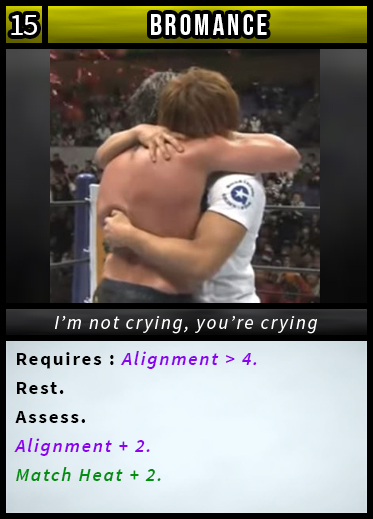 15
BROMANCE
I'm not crying, you're crying
Requires : Alignment > 4.
Rest.
Assess.
Alignment + 2.
Match Heat + 2.